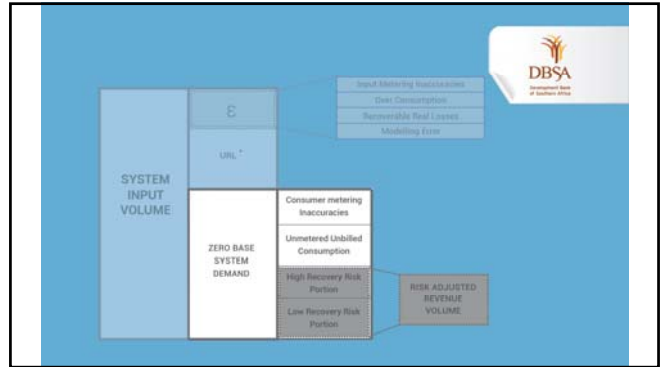 DBSA
Development Bank
of Southern Africa
Input Metering Inaccuracies
Over Consumption
Recoverable Real Losses
Modelling Error
ε
URL *
SYSTEM
INPUT
VOLUME
Consumer metering
Inaccuracies
Unmetered Unbilled
Consumption
ZERO BASE
SYSTEM
DEMAND
High Recovery Risk
Portion
Low Recovery Risk
Portion
RISK ADJUSTED
REVENUE
VOLUME